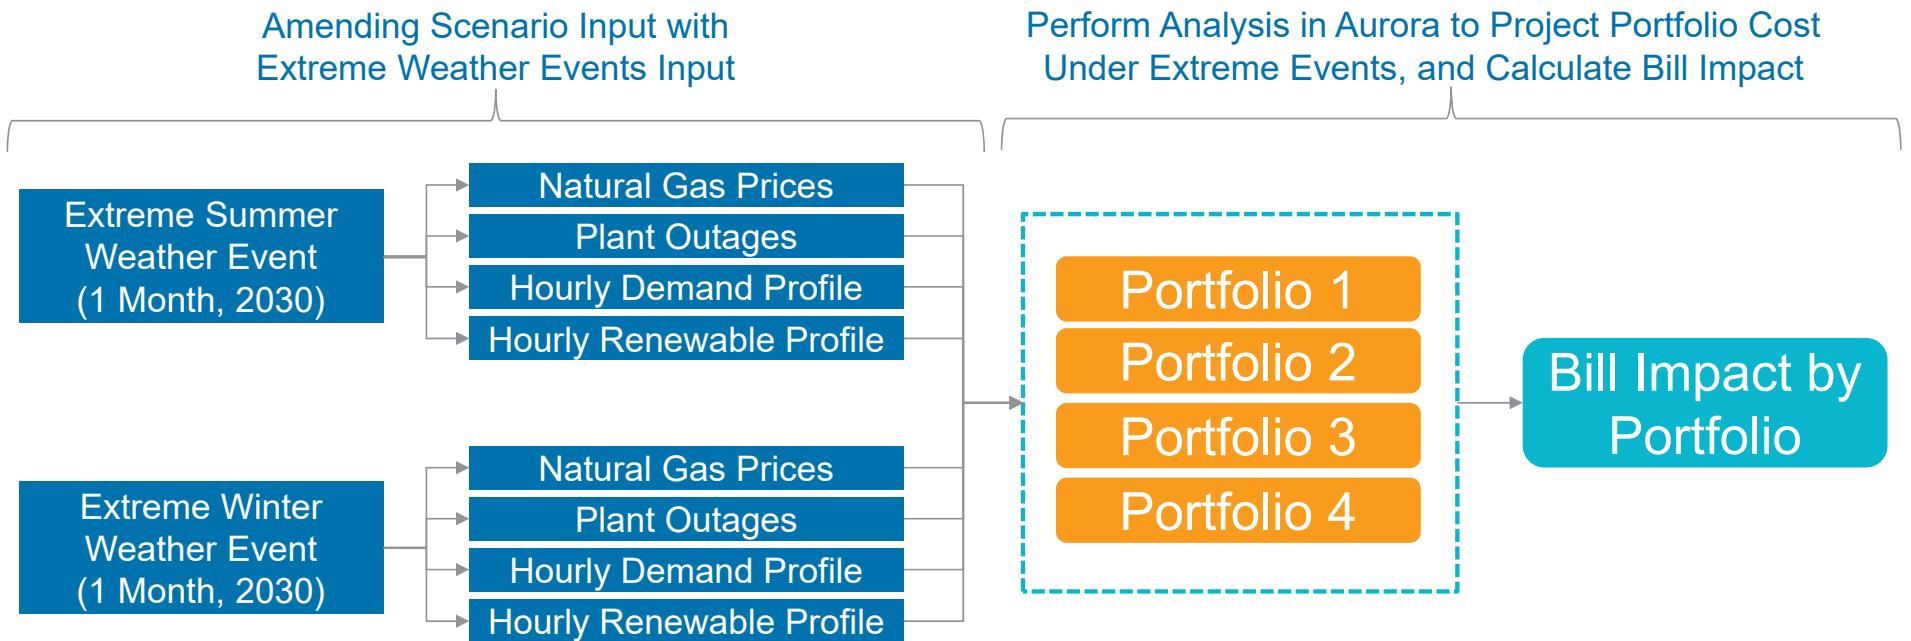 Amending Scenario Input with
Extreme Weather Events Input
Perform Analysis in Aurora to Project Portfolio Cost
Under Extreme Events, and Calculate Bill Impact
Extreme Summer
Weather Event
(1 Month, 2030)
Natural Gas Prices
Plant Outages
Hourly Demand Profile
Hourly Renewable Profile
Extreme Winter
Weather Event
(1 Month, 2030)
Natural Gas Prices
Plant Outages
Hourly Demand Profile
Hourly Renewable Profile
Portfolio 1
Portfolio 2
Portfolio 3
Portfolio 4
Bill Impact by
Portfolio